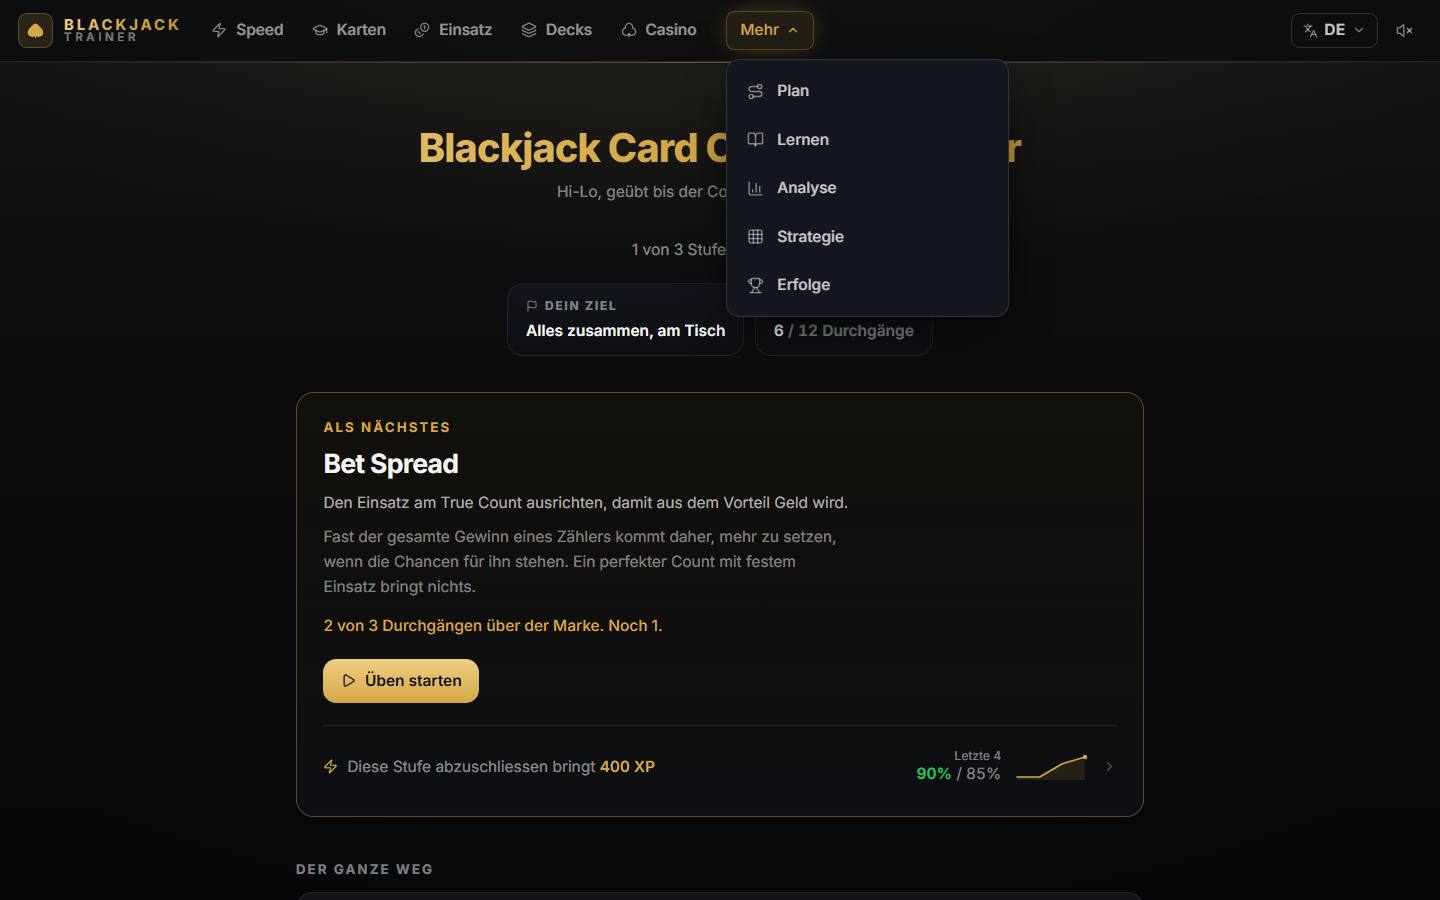 BLACKJACK
TRAINER
Speed
Karten
Einsatz
Decks
Casino
Mehr
DE
Plan
Lernen
Analyse
Strategie
Erfolge
Blackjack Card
Hi-Lo, geübt bis der
1 von 3
DEIN ZIEL
Alles zusammen, am Tisch
6 / 12 Durchgänge
ALS NÄCHSTES
Bet Spread
Den Einsatz am True Count ausrichten, damit aus dem Vorteil Geld wird.
Fast der gesamte Gewinn eines Zählers kommt daher, mehr zu setzen,
wenn die Chancen für ihn stehen. Ein perfekter Count mit festem
Einsatz bringt nichts.
2 von 3 Durchgängen über der Marke. Noch 1.
Üben starten
Diese Stufe abzuschliessen bringt 400 XP
Letzte 4
90% / 85%
DER GANZE WEG